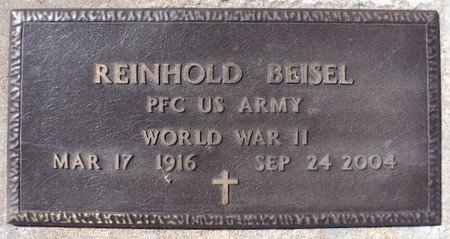 REINHOLD BEISEL
PFC US ARMY
WORLD WAR II
MAR 17 1916 SEP 24 2004